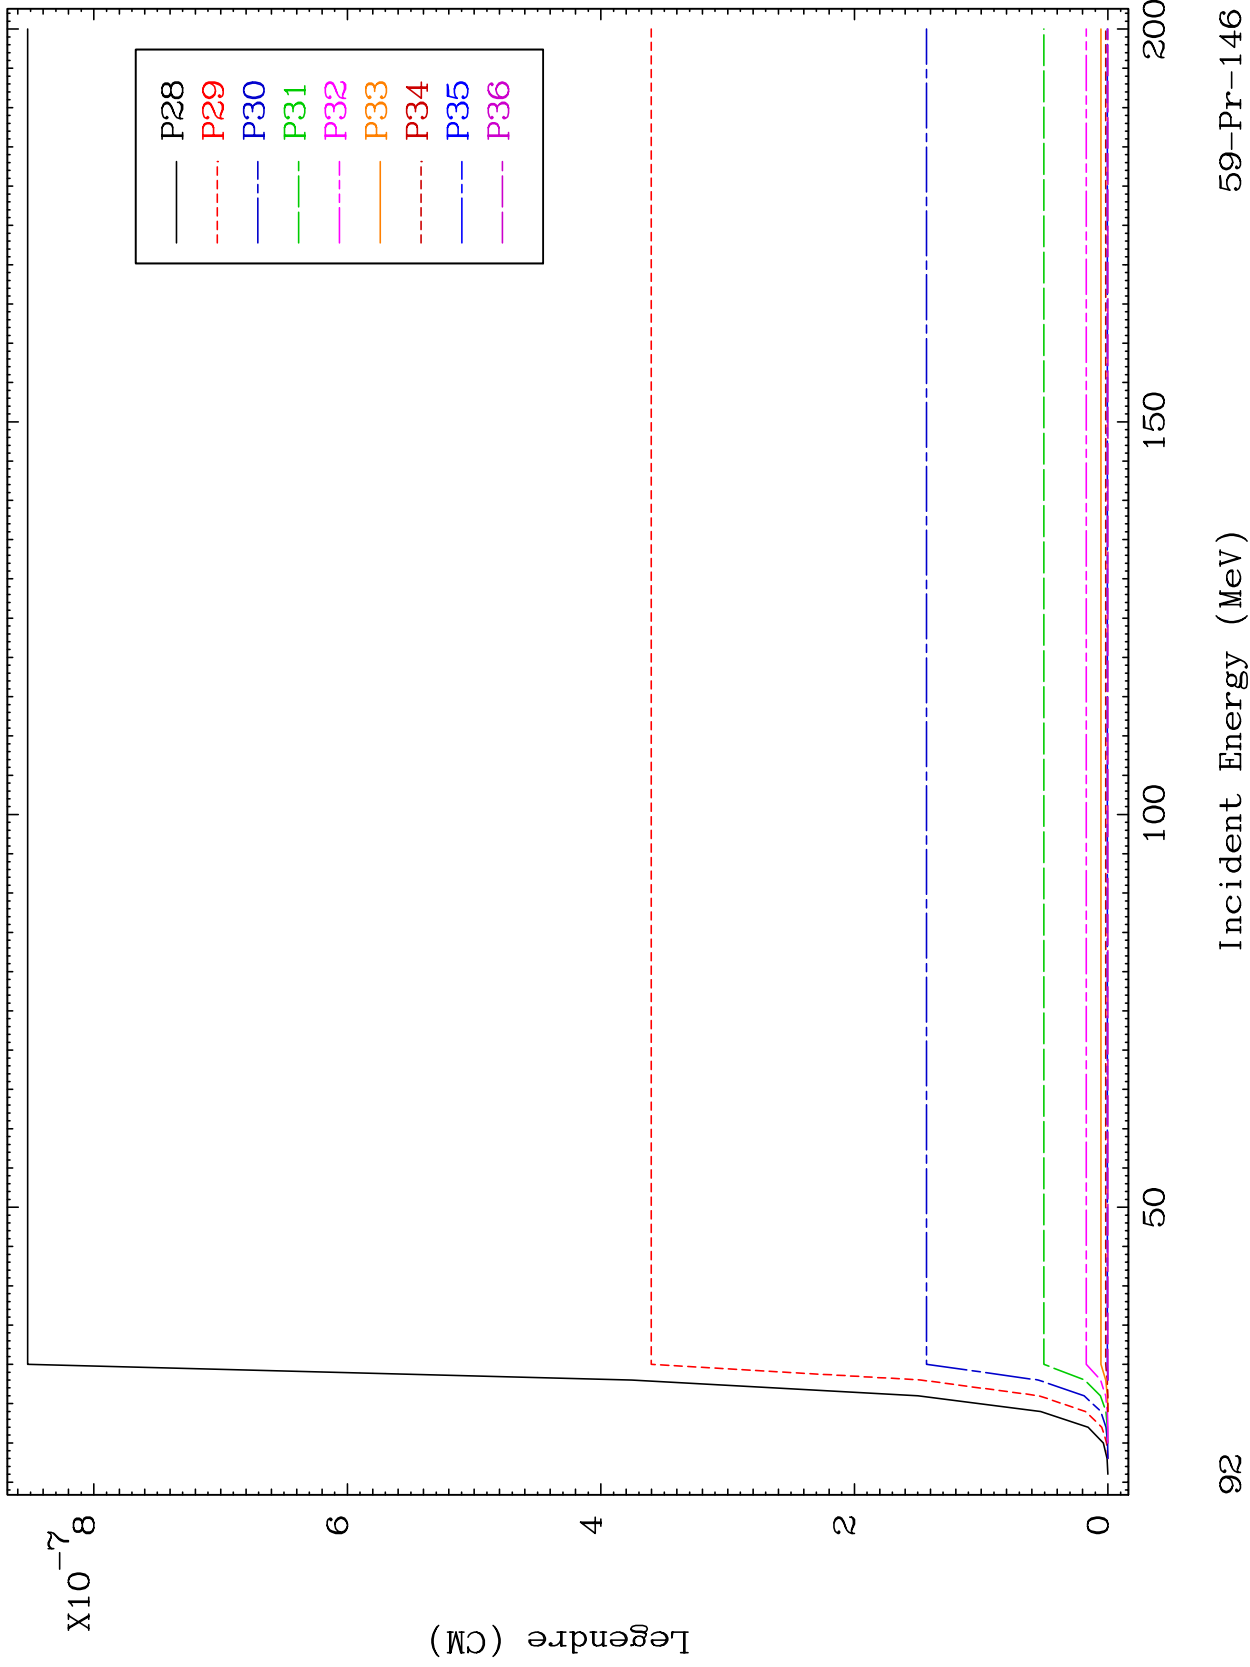 X10-7
8
6
4
2
0
Legendre (CM)
P28
P29
P30
P31
P32
P33
P34
P35
P36
50
100
150
200
92
Incident Energy (MeV)
59-Pr-146